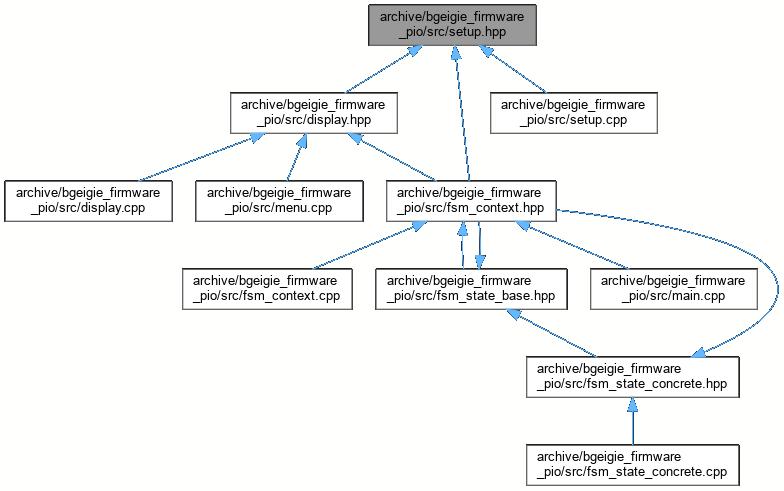 archive/bgeigie_firmware
_pio/src/setup.hpp
archive/bgeigie_firmware
_pio/src/display.hpp
archive/bgeigie_firmware
_pio/src/setup.cpp
archive/bgeigie_firmware
_pio/src/display.cpp
archive/bgeigie_firmware
_pio/src/menu.cpp
archive/bgeigie_firmware
_pio/src/fsm_context.hpp
archive/bgeigie_firmware
_pio/src/fsm_context.cpp
archive/bgeigie_firmware
_pio/src/fsm_state_base.hpp
archive/bgeigie_firmware
_pio/src/main.cpp
archive/bgeigie_firmware
_pio/src/fsm_state_concrete.hpp
archive/bgeigie_firmware
_pio/src/fsm_state_concrete.cpp